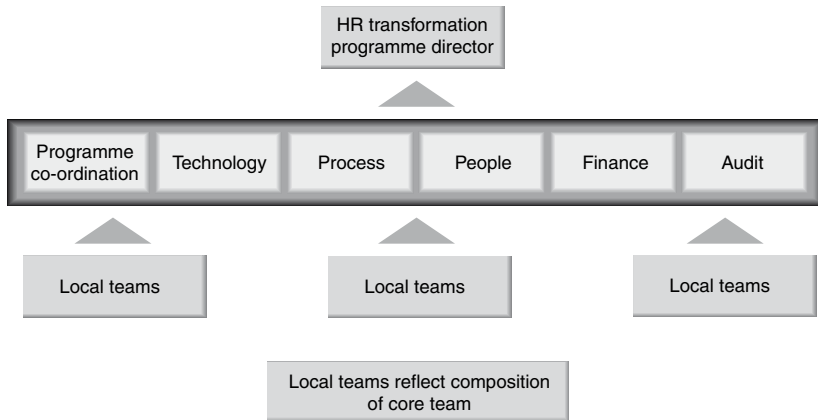 HR transformation
programme director
Programme
co-ordination
Technology
Process
People
Finance
Audit
Local teams
Local teams
Local teams
Local teams reflect composition
of core team